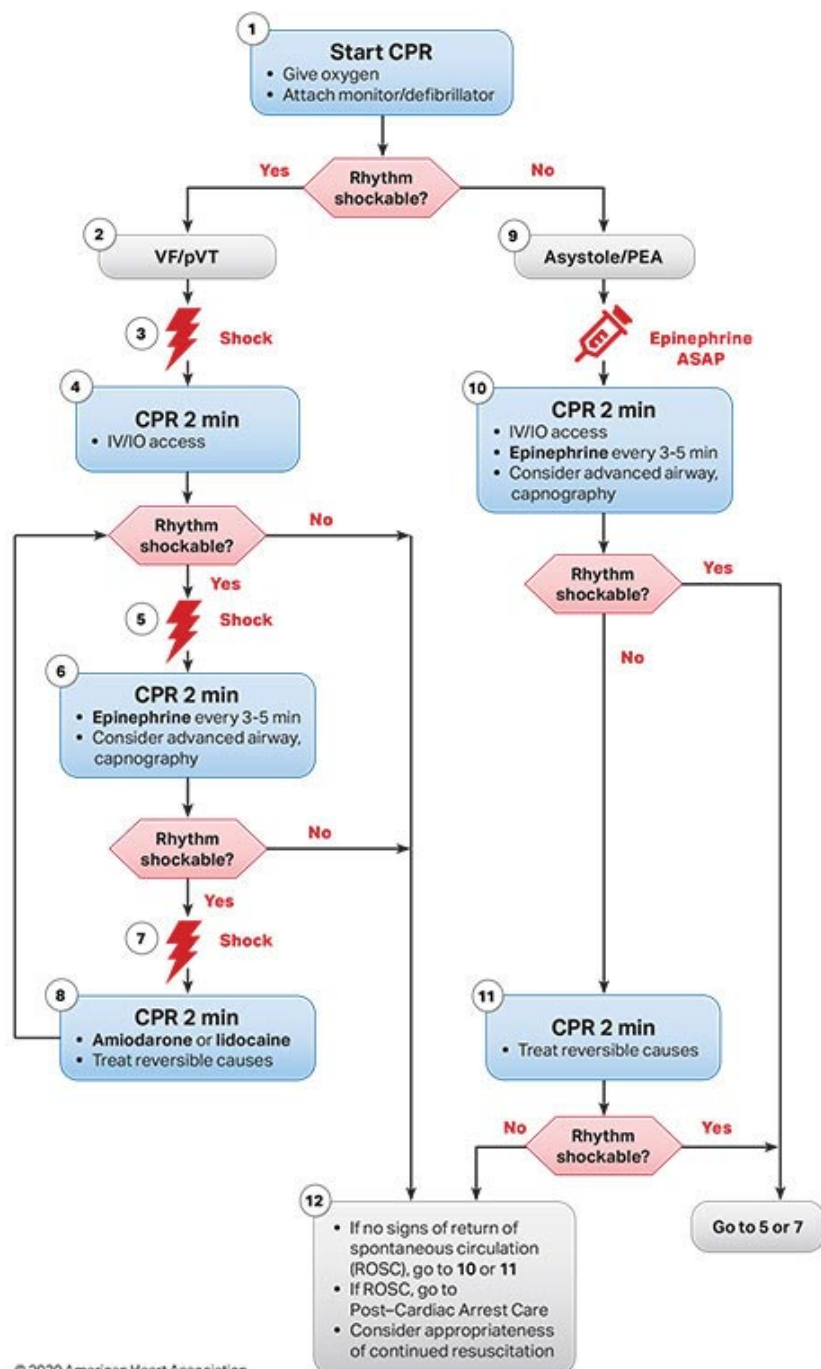 1
Start CPR
• Give oxygen
• Attach monitor/defibrillator
Yes
Rhythm
shockable?
No
2
VF/pVT
9
Asystole/PEA
3
Shock
Epinephrine
ASAP
4
CPR 2 min
• IV/IO access
10
CPR 2 min
• IV/IO access
• Epinephrine every 3-5 min
• Consider advanced airway,
capnography
Rhythm
shockable?
No
Yes
Rhythm
shockable?
Yes
No
5
Shock
6
CPR 2 min
• Epinephrine every 3-5 min
• Consider advanced airway,
capnography
Rhythm
shockable?
No
Yes
7
Shock
8
CPR 2 min
• Amiodarone or lidocaine
• Treat reversible causes
11
CPR 2 min
• Treat reversible causes
No
Rhythm
shockable?
Yes
12
• If no signs of return of
spontaneous circulation
(ROSC), go to 10 or 11
• If ROSC, go to
Post–Cardiac Arrest Care
• Consider appropriateness
of continued resuscitation
Go to 5 or 7
© 2020 American Heart Association